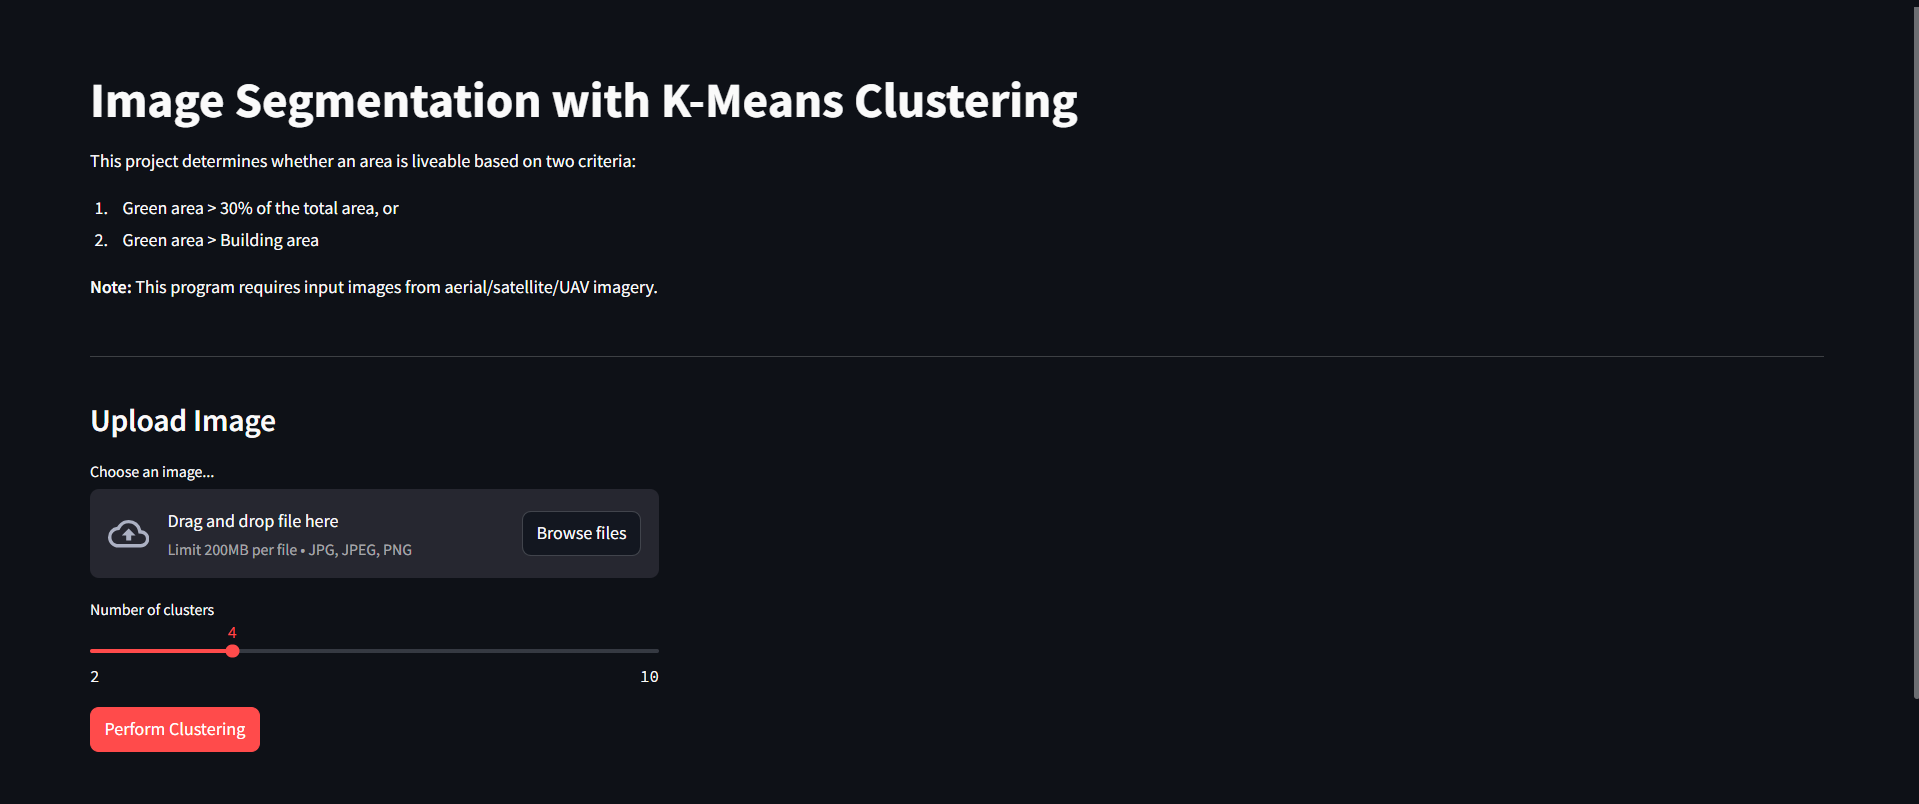 Image Segmentation with K-Means Clustering
This project determines whether an area is liveable based on two criteria:
1. Green area > 30% of the total area, or
2. Green area > Building area
Note: This program requires input images from aerial/satellite/UAV imagery.
Upload Image
Choose an image...
Drag and drop file here
Limit 200MB per file • JPG, JPEG, PNG
Browse files
Number of clusters
4
2 10
Perform Clustering